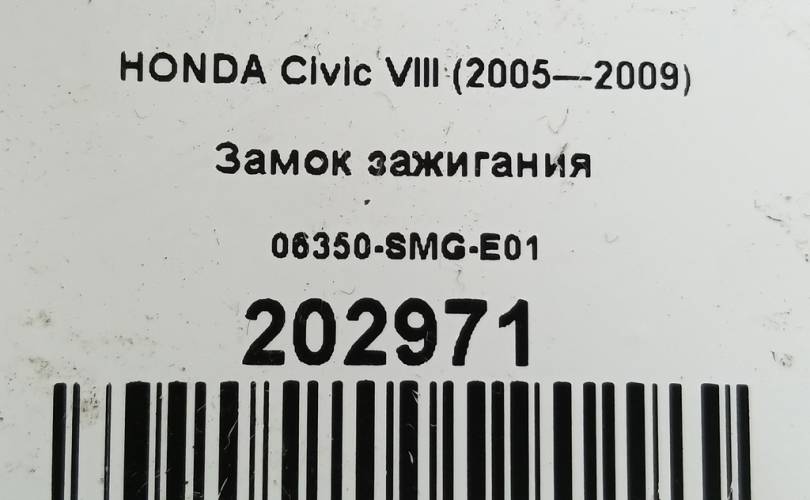 HONDA Civic VIII (2005—2009)
Замок зажигания
06350-SMG-E01
202971